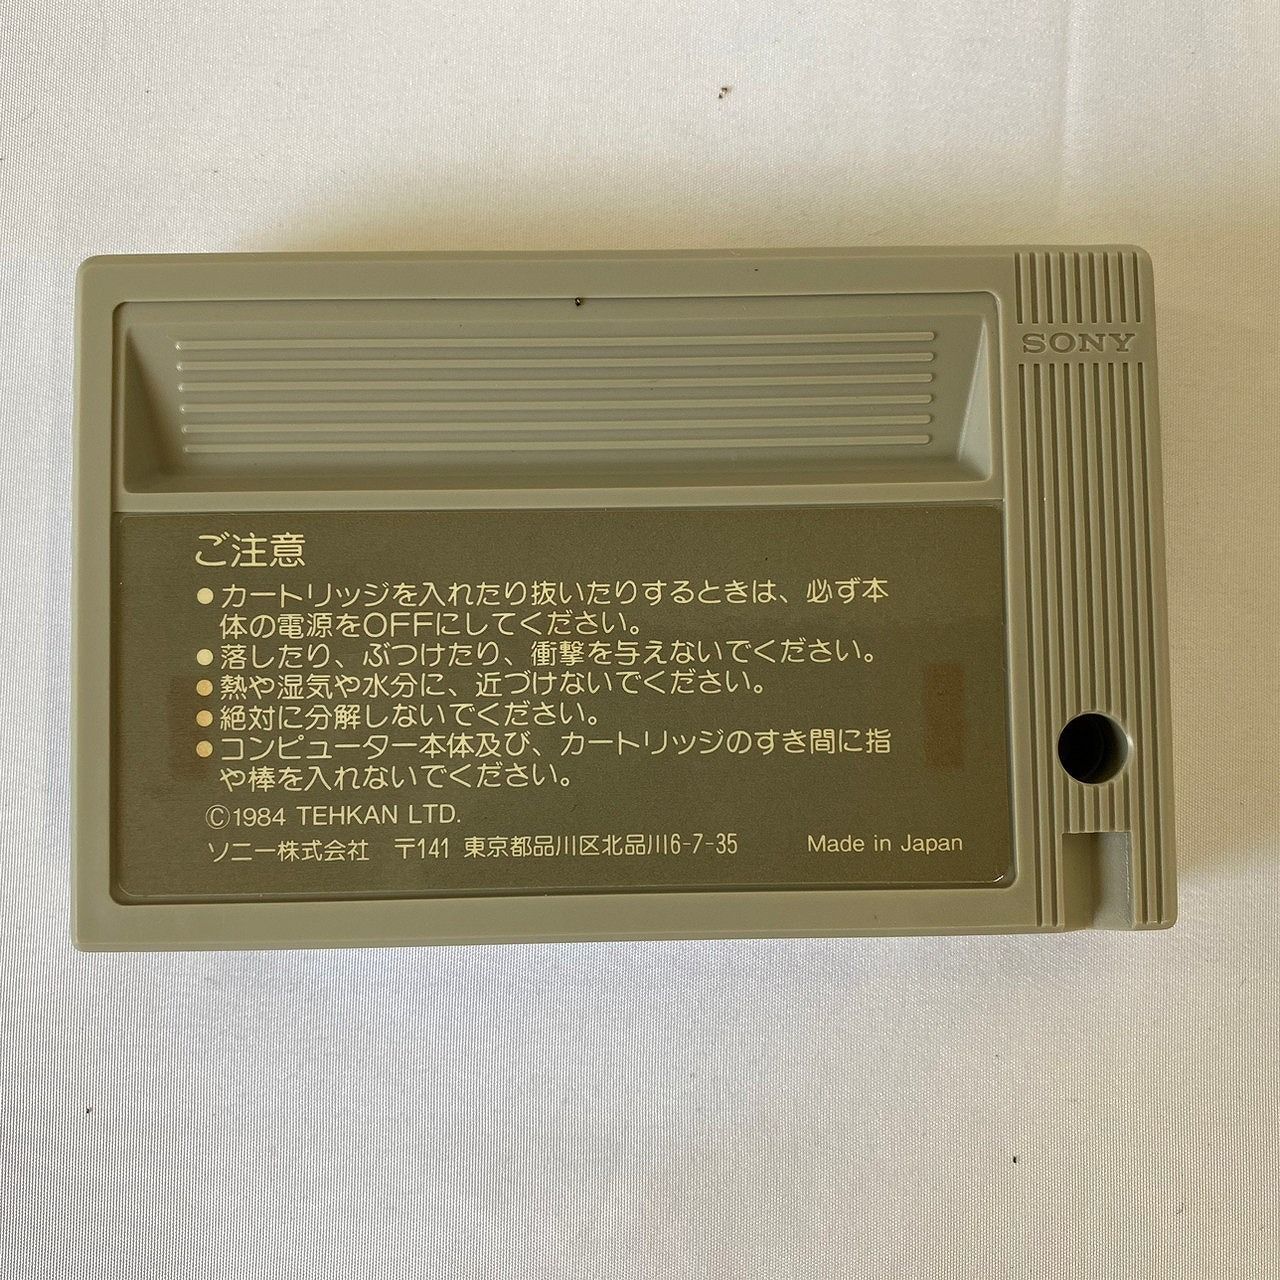 SONY
ご注意
●カートリッジを入れたり抜いたりするときは、必ず本
体の電源をOFFにしてください。
●落したり、ぶつけたり、衝撃を与えないでください。
●熱や湿気や水分に、近づけないでください。
●絶対に分解しないでください。
●コンピューター本体及び、カートリッジのすき間に指
や棒を入れないでください。
©1984 TEHKAN LTD.
ソニー株式会社 〒141 東京都品川区北品川6-7-35 Made in Japan